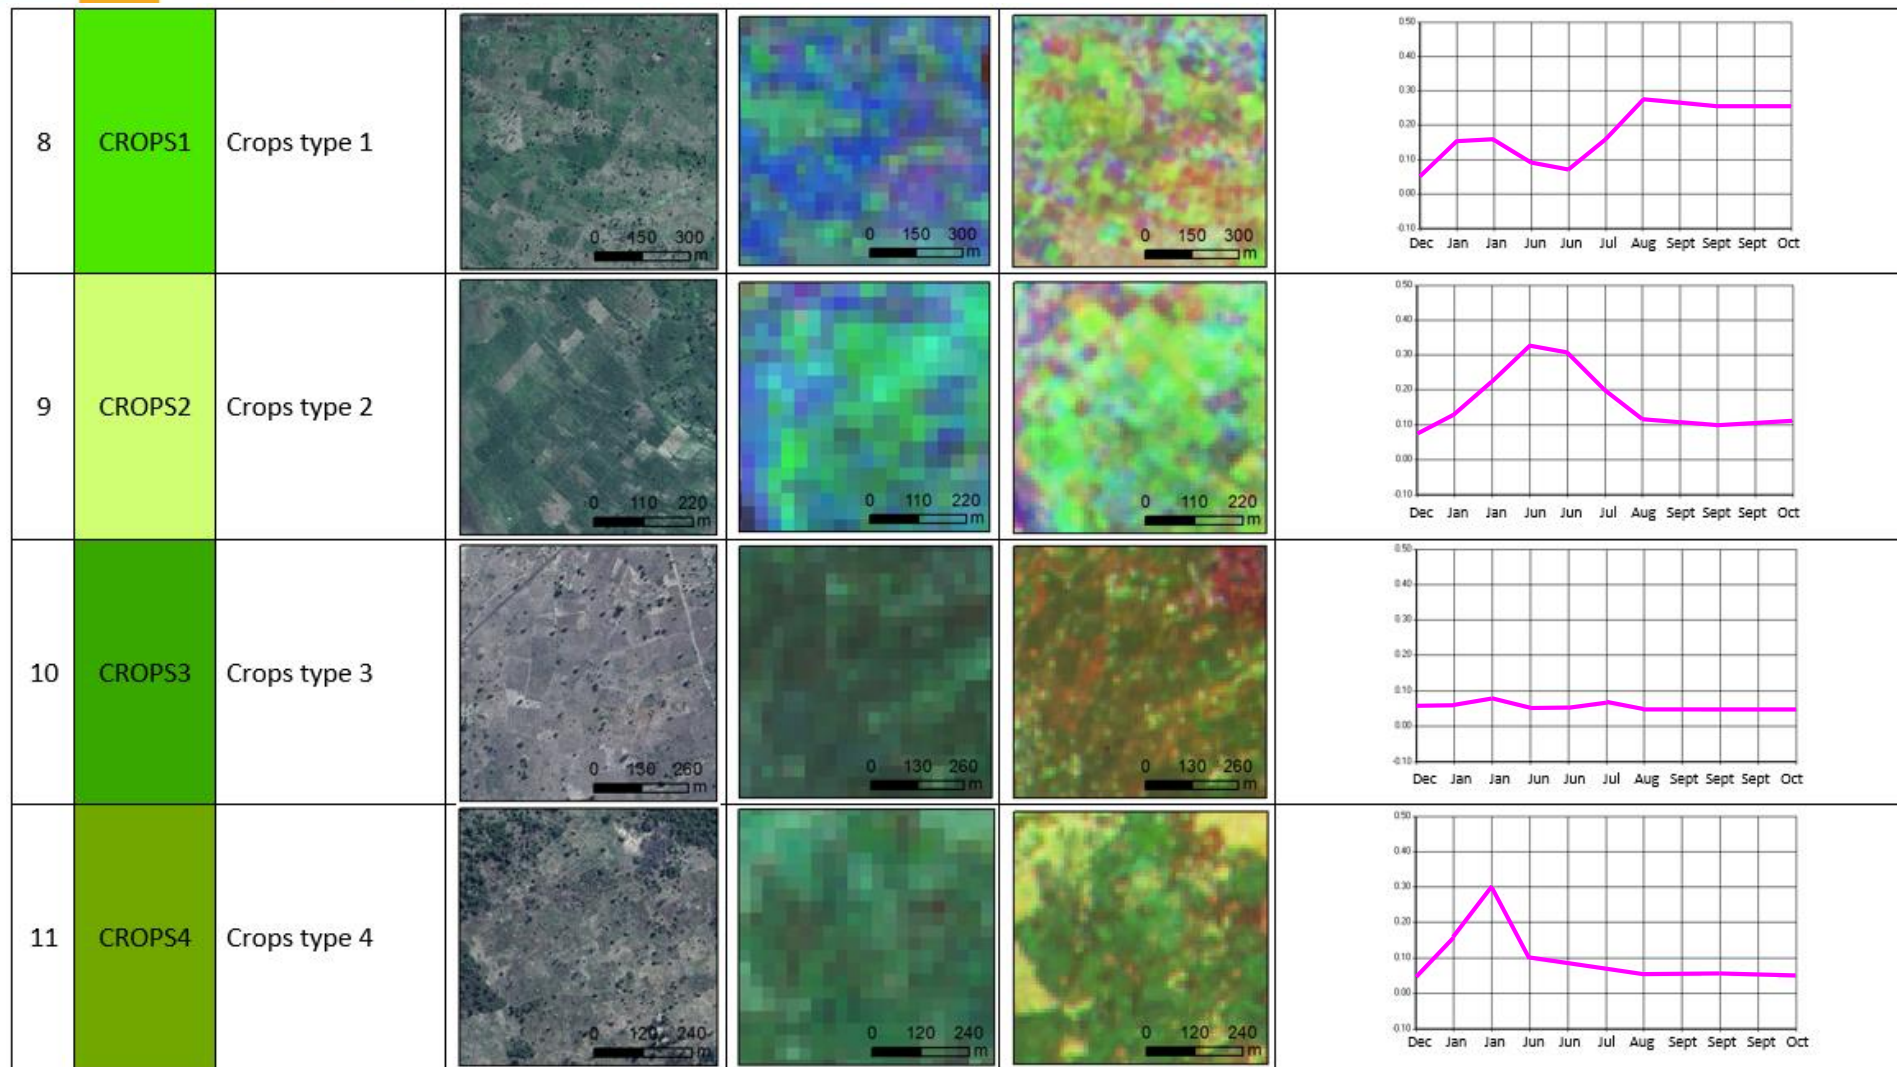 8 CROPS1 Crops type 1
0 150 300
m
0 150 300
m
0 150 300
m
0.50
0.40
0.30
0.20
0.10
0.00
-0.10
Dec Jan Jan Jun Jun Jul Aug Sept Sept Sept Oct
9 CROPS2 Crops type 2
0 110 220
m
0 110 220
m
0 110 220
m
0.50
0.40
0.30
0.20
0.10
0.00
-0.10
Dec Jan Jan Jun Jun Jul Aug Sept Sept Sept Oct
10 CROPS3 Crops type 3
0 130 260
m
0 130 260
m
0 130 260
m
0.50
0.40
0.30
0.20
0.10
0.00
-0.10
Dec Jan Jan Jun Jun Jul Aug Sept Sept Sept Oct
11 CROPS4 Crops type 4
0 120 240
m
0 120 240
m
0 120 240
m
0.50
0.40
0.30
0.20
0.10
0.00
-0.10
Dec Jan Jan Jun Jun Jul Aug Sept Sept Sept Oct